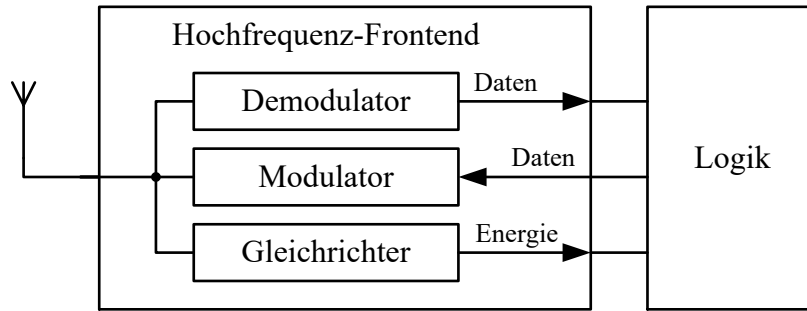 Hochfrequenz-Frontend
Demodulator
Daten
Modulator
Daten
Logik
Gleichrichter
Energie